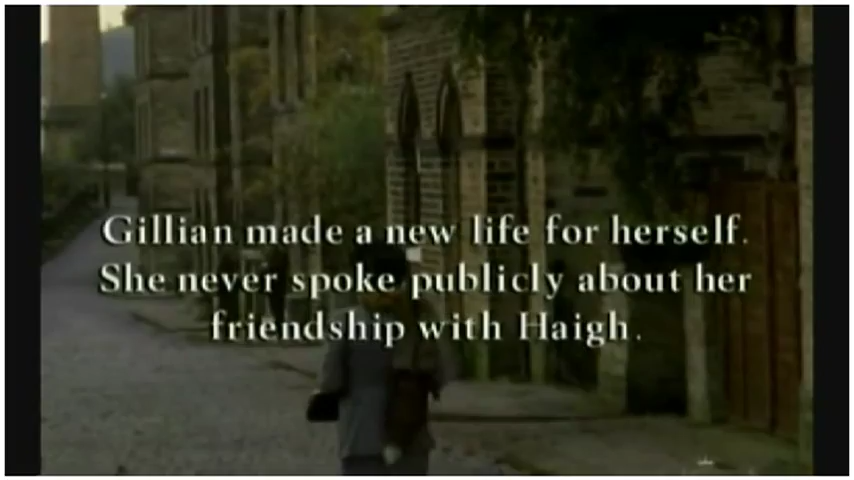 Gillian made a new life for herself.
She never spoke publicly about her
friendship with Haigh.